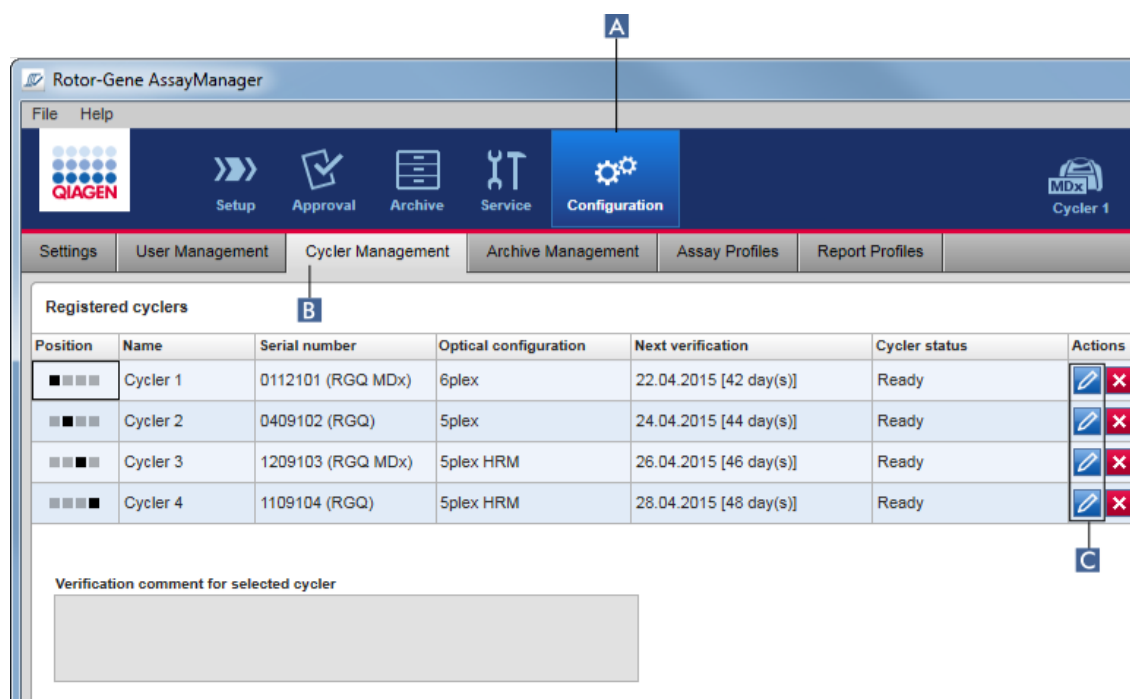 A
Rotor-Gene AssayManager
File Help
QIAGEN
Setup
Approval
Archive
Service
Configuration
MDx
Cycler 1
Settings
User Management
Cycler Management
Archive Management
Assay Profiles
Report Profiles
Registered cyclers
B
Position Name Serial number Optical configuration Next verification Cycler status Actions
Cycler 1 0112101 (RGQ MDx) 6plex 22.04.2015 [42 day(s)] Ready
Cycler 2 0409102 (RGQ) 5plex 24.04.2015 [44 day(s)] Ready
Cycler 3 1209103 (RGQ MDx) 5plex HRM 26.04.2015 [46 day(s)] Ready
Cycler 4 1109104 (RGQ) 5plex HRM 28.04.2015 [48 day(s)] Ready
C
Verification comment for selected cycler